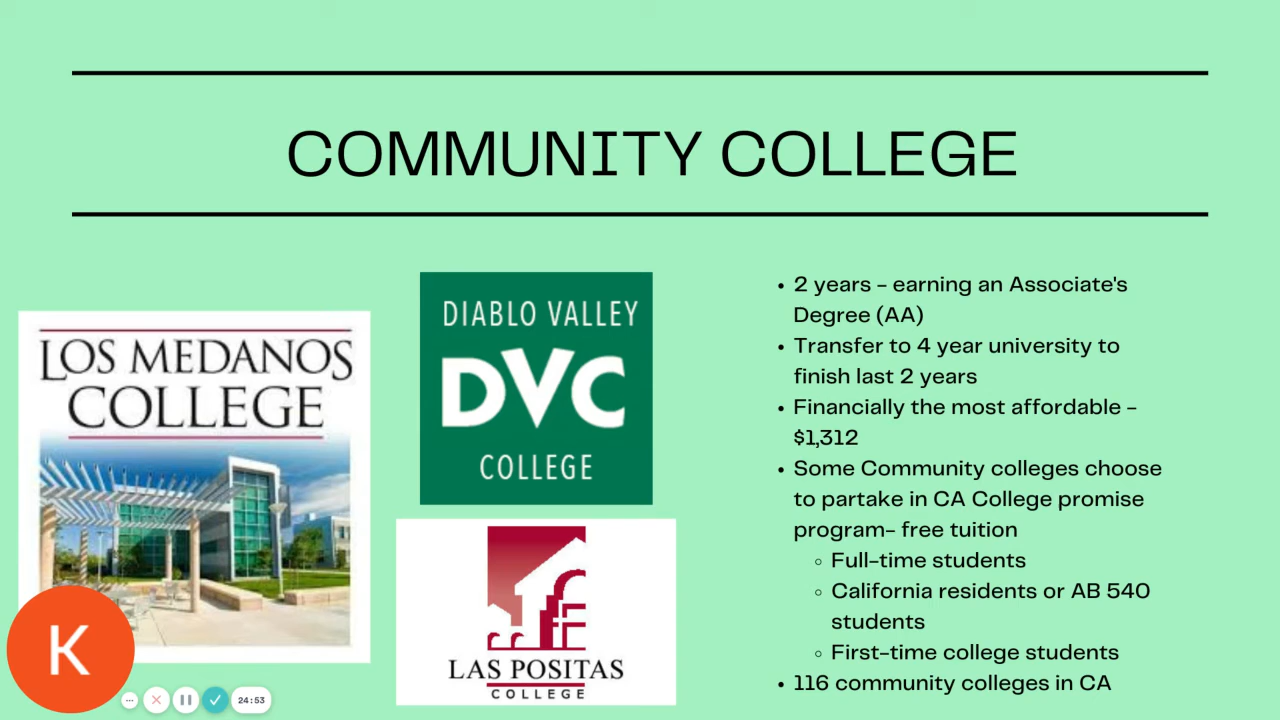 COMMUNITY COLLEGE
LOS MEDANOS
COLLEGE
DIABLO VALLEY
DVC
COLLEGE
LAS POSITAS
COLLEGE
• 2 years - earning an Associate's
Degree (AA)
• Transfer to 4 year university to
finish last 2 years
• Financially the most affordable -
$1,312
• Some Community colleges choose
to partake in CA College promise
program- free tuition
◦ Full-time students
◦ California residents or AB 540
students
◦ First-time college students
• 116 community colleges in CA
K
24:53